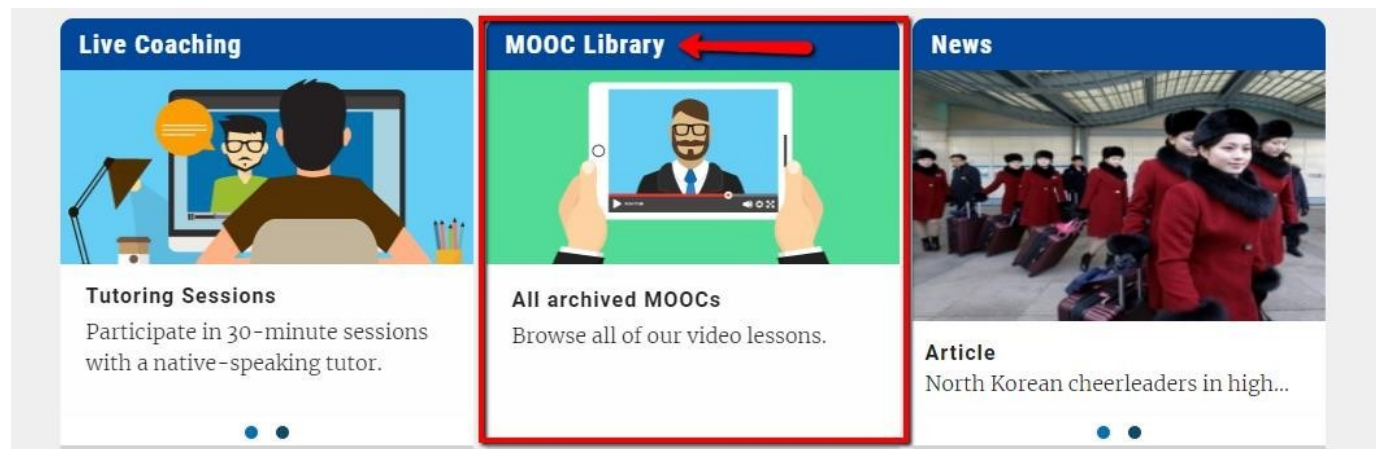 Live Coaching
Tutoring Sessions
Participate in 30-minute sessions
with a native-speaking tutor.
MOOC Library
All archived MOOCs
Browse all of our video lessons.
News
Article
North Korean cheerleaders in high...